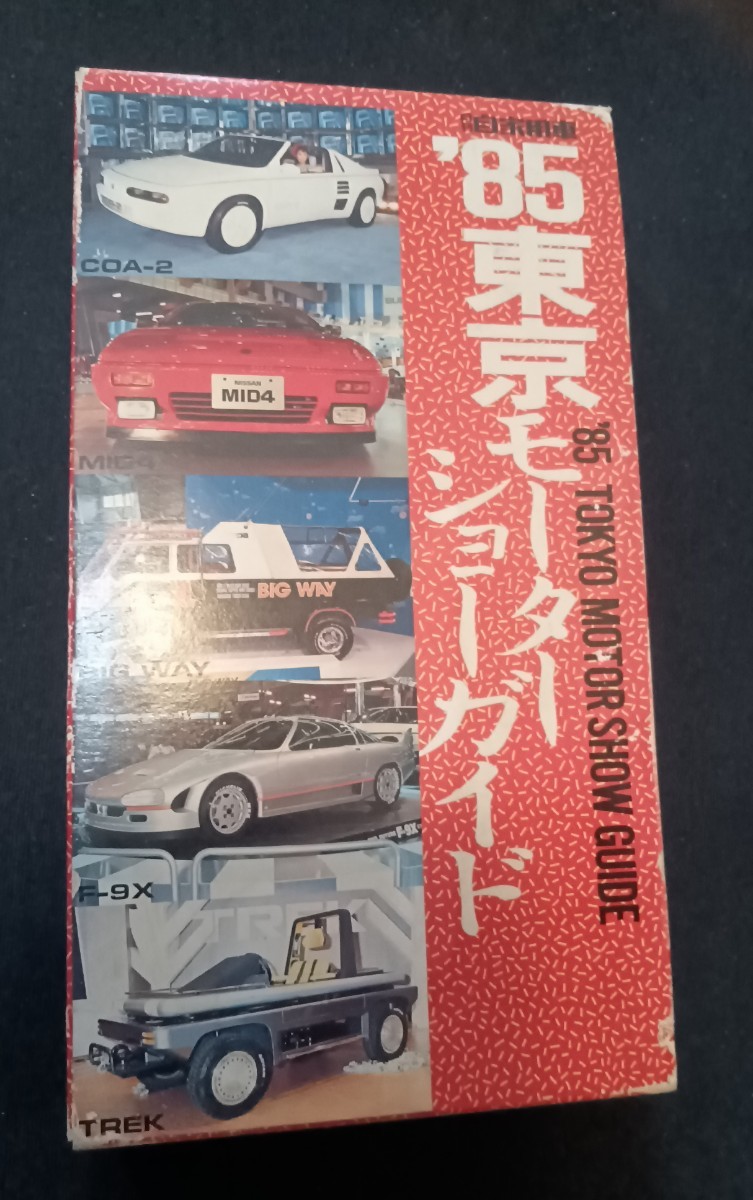 '85
東京モーター
ショーガイド
'85 TOKYO MOTOR SHOW GUIDE
COA-2
NISSAN
MID4
MID4
BIG WAY
BIG WAY
F-9X
F-9X
TREK
TREK